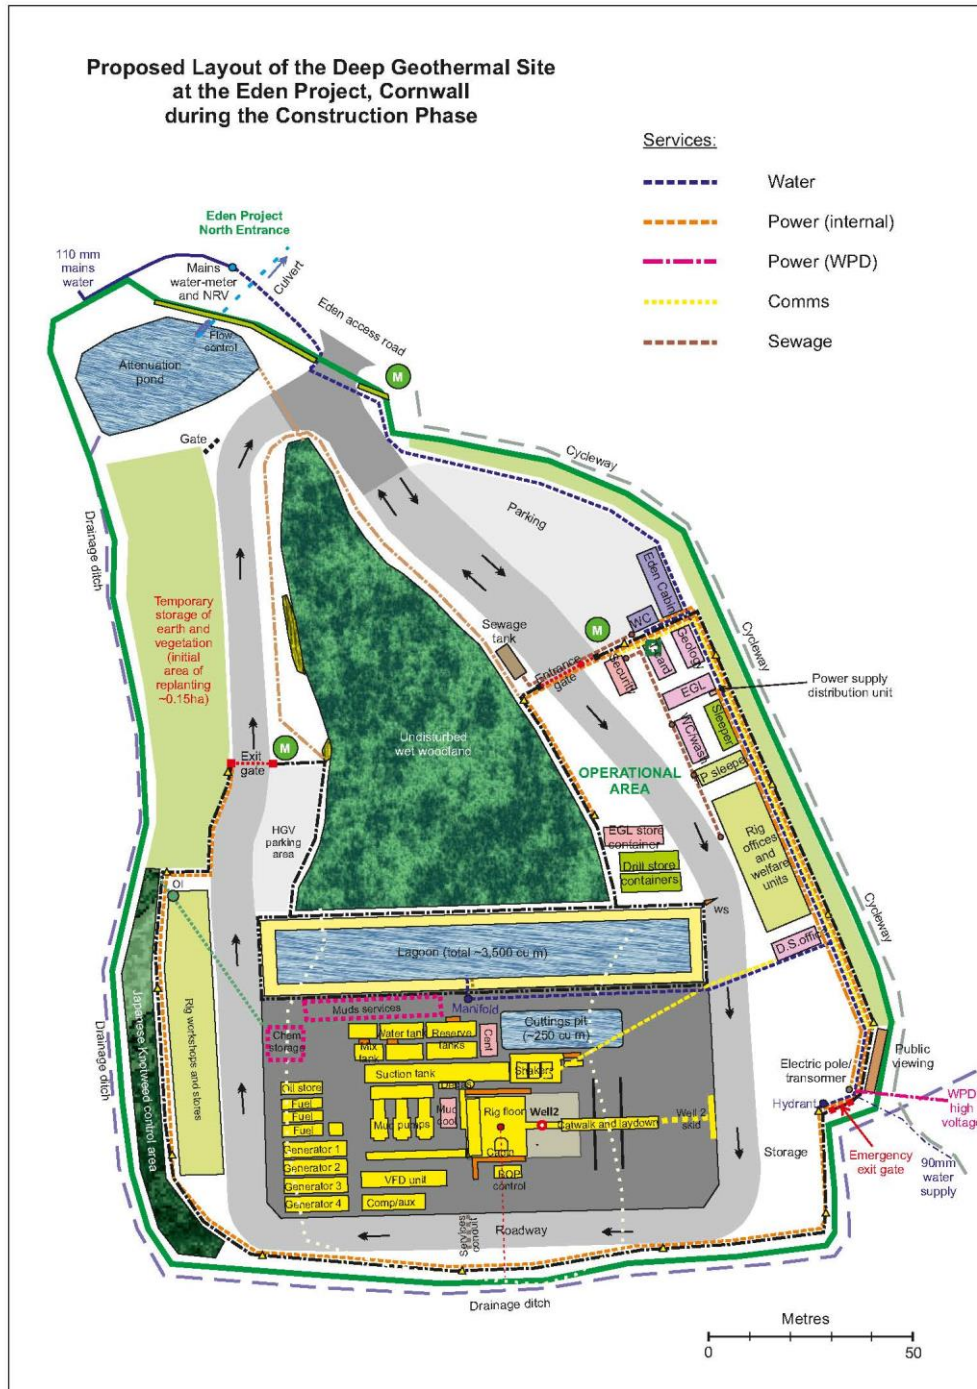 Proposed Layout of the Deep Geothermal Site
at the Eden Project, Cornwall
during the Construction Phase
Services:
Water
Power (internal)
Power (WPD)
Comms
Sewage
Eden Project
North Entrance
110 mm
mains
water
Mains
water-meter
and NRV
Culvert
Eden access road
Flow
control
Attenuation
pond
M
Gate
Cycleway
Parking
Drainage ditch
Temporary
storage of
earth and
vegetation
(initial
area of
replanting
~0.15ha)
Eden Cabin
WC
M
Sewage
tank
Entrance
gate
Security
Geology
Cycleway
EGL
Power supply
distribution unit
WC/wash
Sleeper
P sleepe
Undisturbed
wet woodland
M
Exit
gate
OPERATIONAL
AREA
HGV
parking
area
EGL store
container
Drill store
containers
Rig
offices
and
welfare
units
WS
Cycleway
D.S.offic
Lagoon (total ~3,500 cu m)
Japanese Knotweed control area
Rig workshops and stores
Muds services
Manifold
Chem
storage
Water tank
Mix
tank
Reserve
tanks
Cent
Cuttings pit
(~250 cu m)
Suction tank
Shakers
Oil store
Fuel
Fuel
Fuel
Mud pumps
Mud
cool
Rig floor
Well2
Catwalk and laydown
Well 2
skid
Cabin
Generator 1
Generator 2
Generator 3
Generator 4
VFD unit
Comp/aux
BOP
control
Electric pole/
transormer
Public
viewing
Hydrant
WPD
high
voltage
Emergency
exit gate
90mm
water
supply
Storage
Drainage ditch
Services
conduit
Roadway
Drainage ditch
Metres
0
50